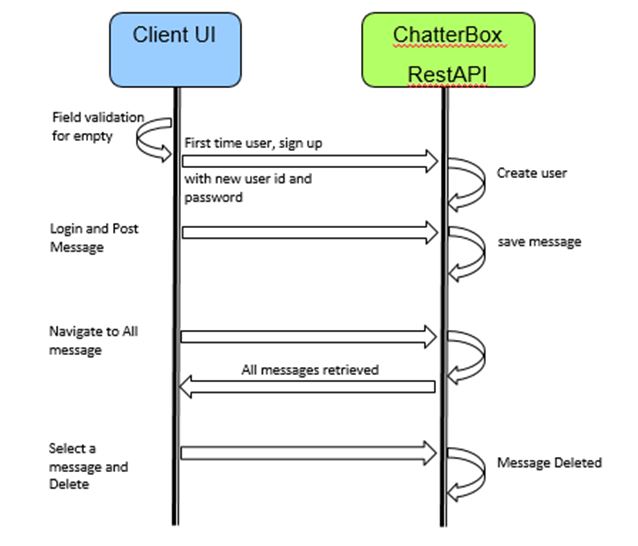 Client UI
ChatterBox
RestAPI
Field validation
for empty
First time user, sign up
with new user id and
password
Create user
Login and Post
Message
save message
Navigate to All
message
All messages retrieved
Select a
message and
Delete
Message Deleted